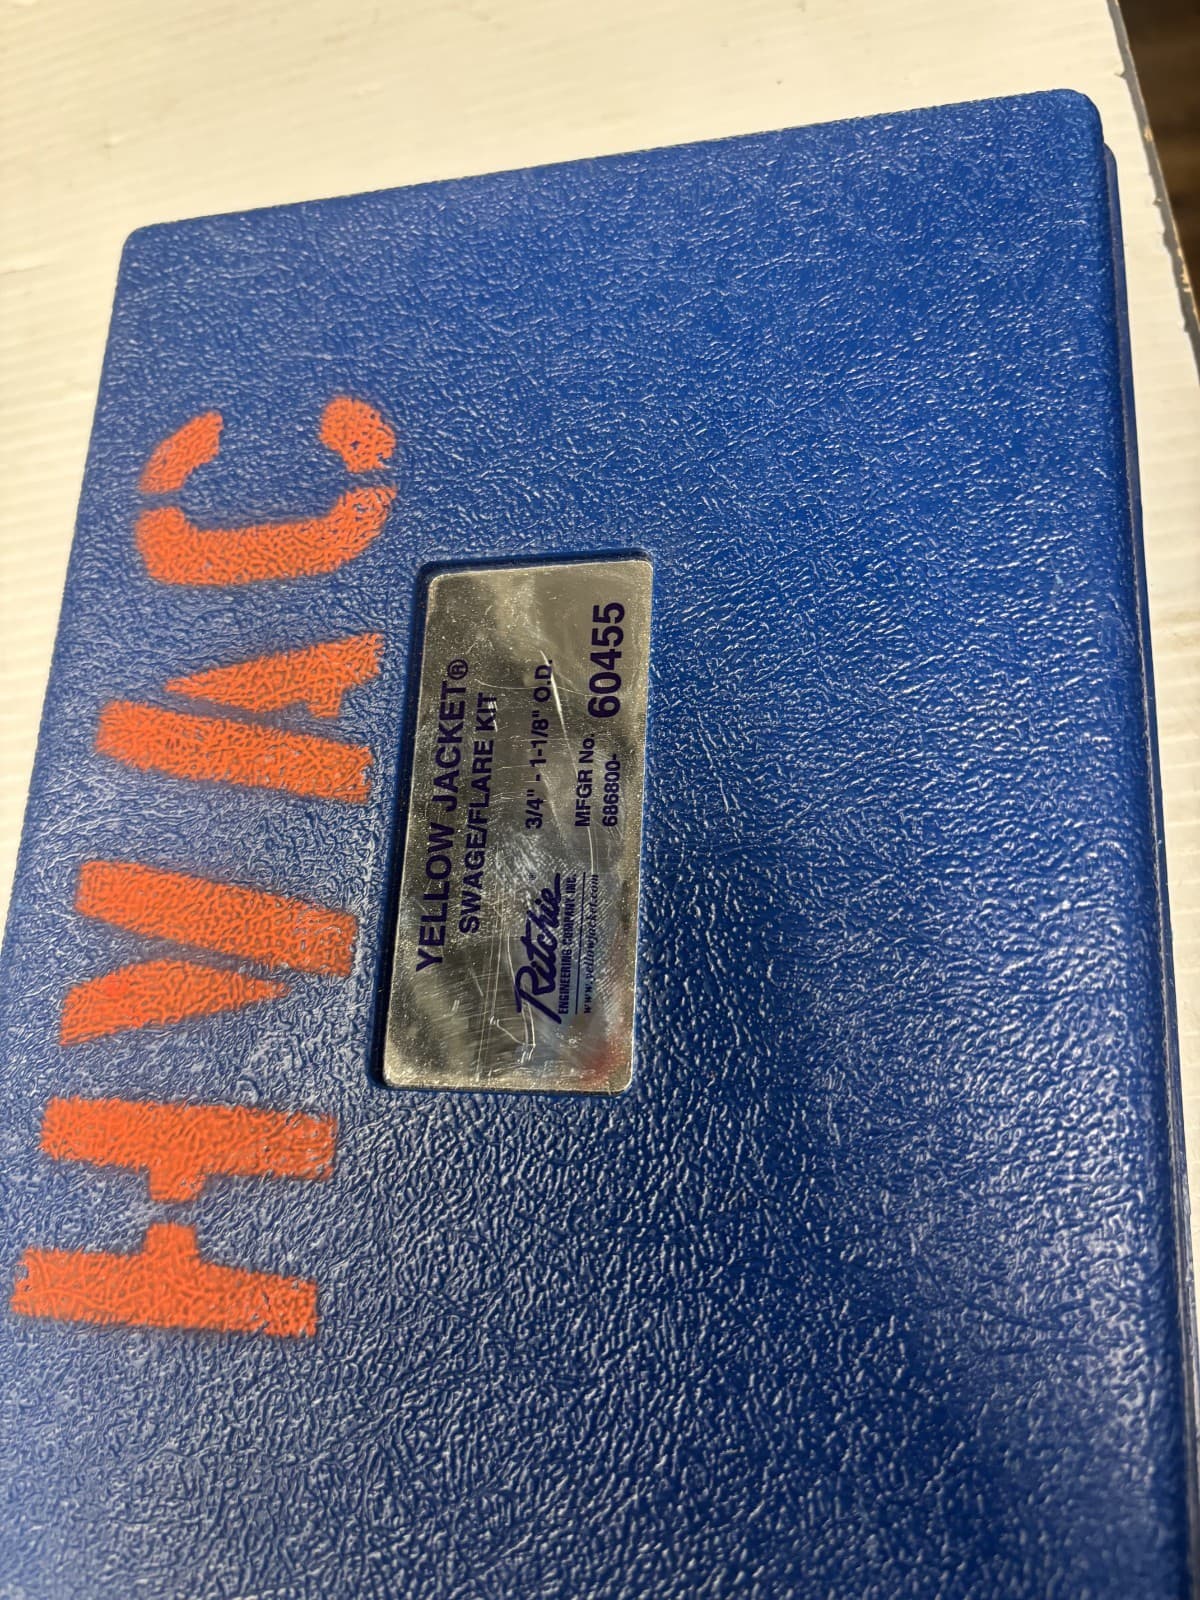 HVAC
YELLOW JACKET®
SWAGE/FLARE KIT
Ritchie
ENGINEERING COMPANY, INC.
www.yellowjacket.com
3/4" - 1-1/8" O.D.
MFGR No.
686800- 60455